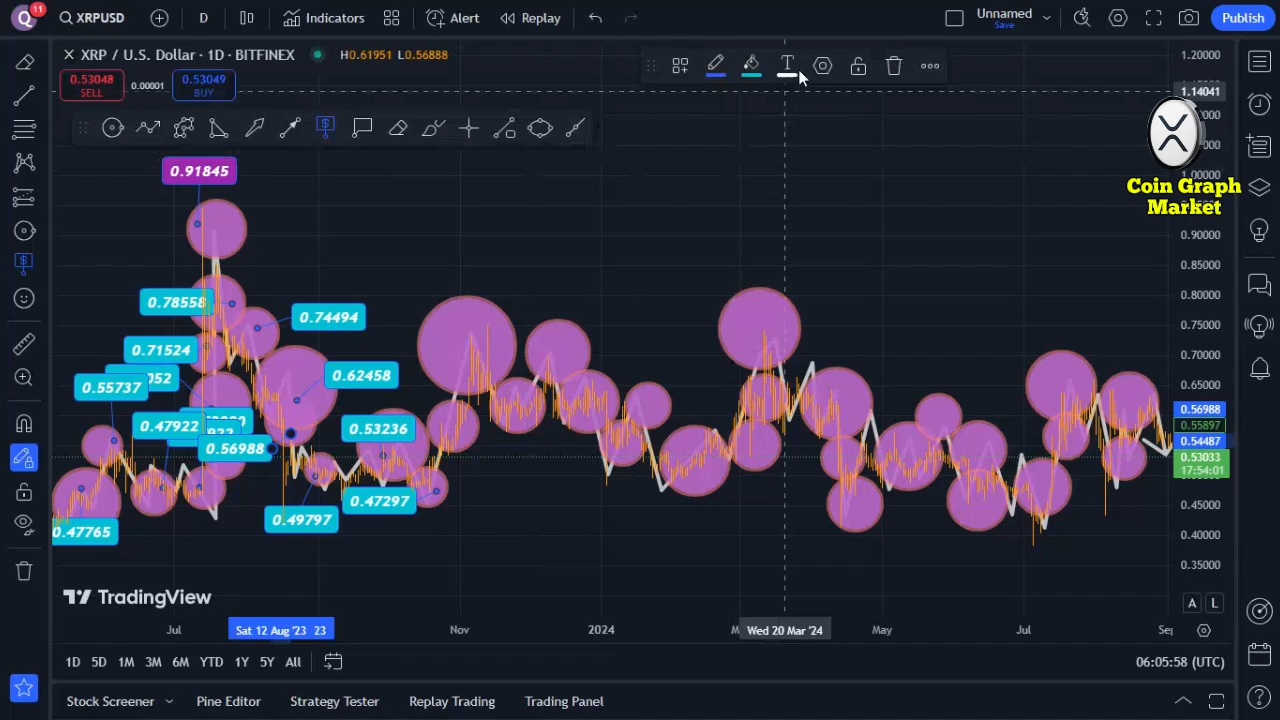 Q
11
XRPUSD
D
Indicators
Alert
Replay
Unnamed
Save
Publish
XRP / U.S. Dollar · 1D · BITFINEX
H0.61951 L0.56888
0.53048
SELL
0.00001
0.53049
BUY
T
1.20000
1.14041
Coin Graph
Market
1.00000
0.90000
0.85000
0.80000
0.75000
0.70000
0.65000
0.56988
0.55897
0.54487
0.53033
17:54:01
0.45000
0.40000
0.35000
0.91845
0.78558
0.74494
0.71524
0.62458
0.55737
0.47922
0.56988
0.53236
0.47297
0.49797
0.47765
TradingView
A
L
Jul
Sat 12 Aug '23
23
Nov
2024
Wed 20 Mar '24
May
Jul
Sep
1D
5D
1M
3M
6M
YTD
1Y
5Y
All
06:05:58 (UTC)
Stock Screener
Pine Editor
Strategy Tester
Replay Trading
Trading Panel